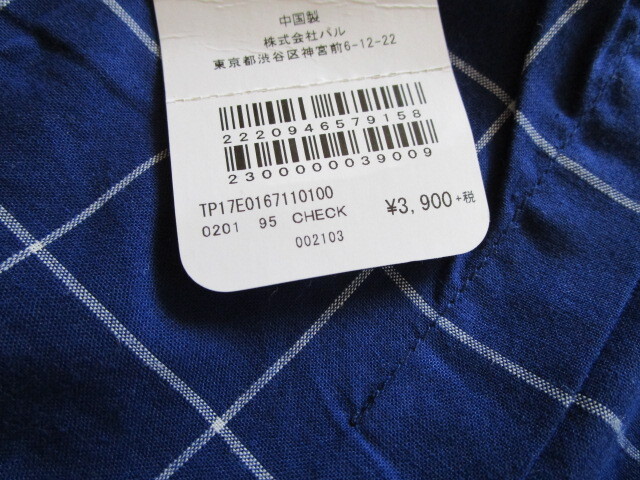 中国製
株式会社パル
東京都渋谷区神宮前6-12-22
2220946579158
2300000039009
TP17E0167110100
¥3,900+税
0201 95 CHECK
002103